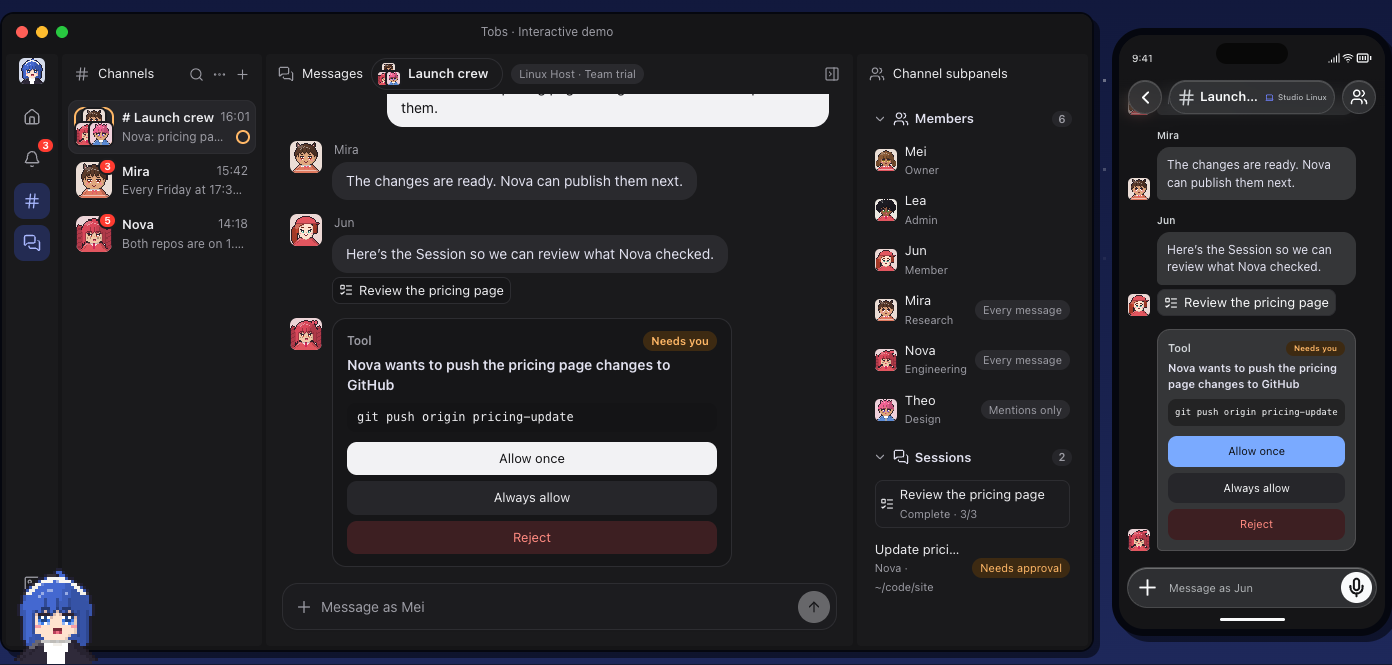 Tobs · Interactive demo
3
Channels
# Launch crew 16:01
Nova: pricing pa...
3
Mira 15:42
Every Friday at 17:3...
5
Nova 14:18
Both repos are on 1....
Messages
Launch crew
Linux Host · Team trial
them.
Mira
The changes are ready. Nova can publish them next.
Jun
Here's the Session so we can review what Nova checked.
Review the pricing page
Tool
Needs you
Nova wants to push the pricing page changes to
GitHub
git push origin pricing-update
Allow once
Always allow
Reject
Message as Mei
Channel subpanels
Members 6
Mei
Owner
Lea
Admin
Jun
Member
Mira
Research
Every message
Nova
Engineering
Every message
Theo
Design
Mentions only
Sessions 2
Review the pricing page
Complete · 3/3
Update prici...
Nova ·
~/code/site
Needs approval
9:41
# Launch...
Studio Linux
Mira
The changes are ready. Nova
can publish them next.
Jun
Here's the Session so we can
review what Nova checked.
Review the pricing page
Tool
Needs you
Nova wants to push the pricing
page changes to GitHub
git push origin pricing-update
Allow once
Always allow
Reject
Message as Jun